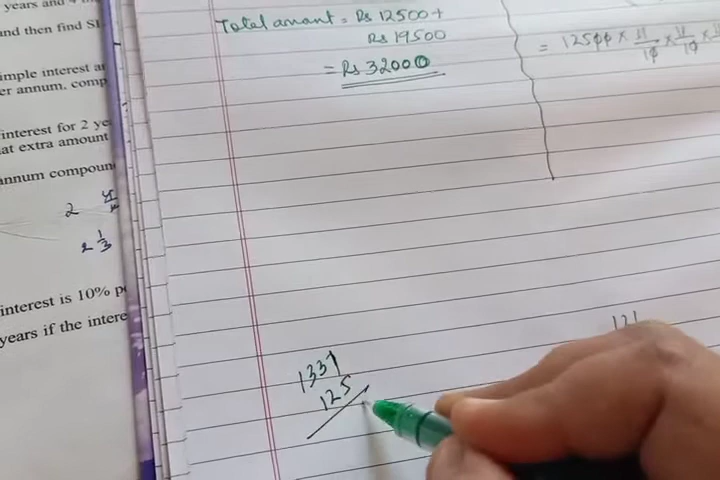 years and
and then find SI
imple interest a
er annum, comp
interest for 2 ye
at extra amount
annum compoun
2
2 1/3
interest is 10% p
years if the intere
Total amount = Rs 12500 +
Rs 19500
= Rs 32000
= 12500 × 11/10 × 11/10 × 11
1331
125
121